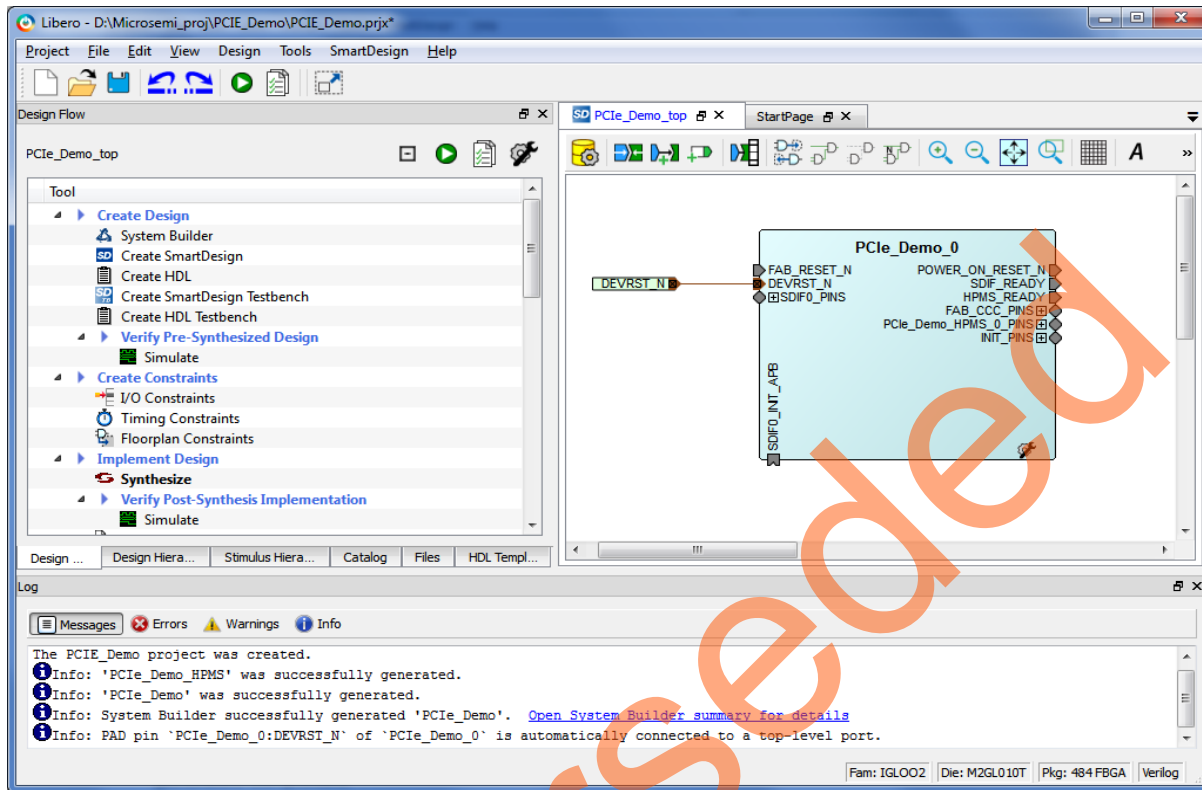 Libero - D:\Microsemi_proj\PCIE_Demo\PCIE_Demo.prjx*
Project File Edit View Design Tools SmartDesign Help
Design Flow
PCIe_Demo_top
Tool
Create Design
System Builder
SD Create SmartDesign
Create HDL
Create SmartDesign Testbench
Create HDL Testbench
Verify Pre-Synthesized Design
Simulate
Create Constraints
I/O Constraints
Timing Constraints
Floorplan Constraints
Implement Design
Synthesize
Verify Post-Synthesis Implementation
Simulate
Design ... Design Hiera... Stimulus Hiera... Catalog Files HDL Templ...
SD PCIe_Demo_top StartPage
A »
PCIe_Demo_0
FAB_RESET_N POWER_ON_RESET_N
DEVRST_N DEVRST_N SDIF_READY
SDIF0_PINS HPMS_READY
FAB_CCC_PINS
PCIe_Demo_HPMS_0_PINS
INIT_PINS
SDIF0_INIT_APB
Log
Messages Errors Warnings Info
The PCIE_Demo project was created.
Info: 'PCIe_Demo_HPMS' was successfully generated.
Info: 'PCIe_Demo' was successfully generated.
Info: System Builder successfully generated 'PCIe_Demo'. Open System Builder summary for details
Info: PAD pin `PCIe_Demo_0:DEVRST_N` of `PCIe_Demo_0` is automatically connected to a top-level port.
Fam: IGLOO2 Die: M2GL010T Pkg: 484 FBGA Verilog
seded